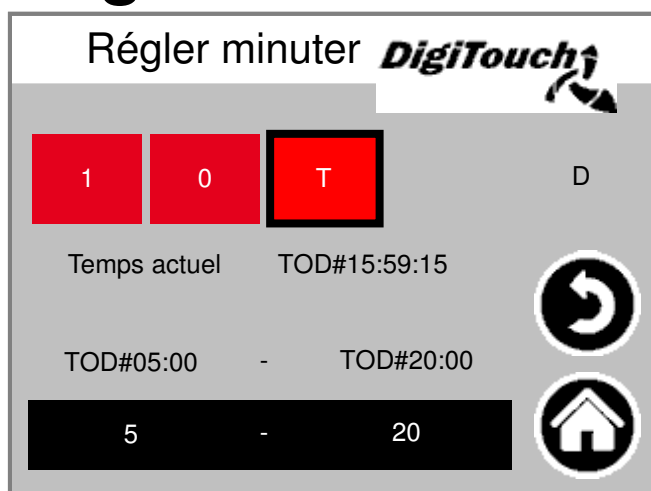 Régler minuter DigiTouch
1 0 T D
Temps actuel TOD#15:59:15
TOD#05:00 - TOD#20:00
5 - 20